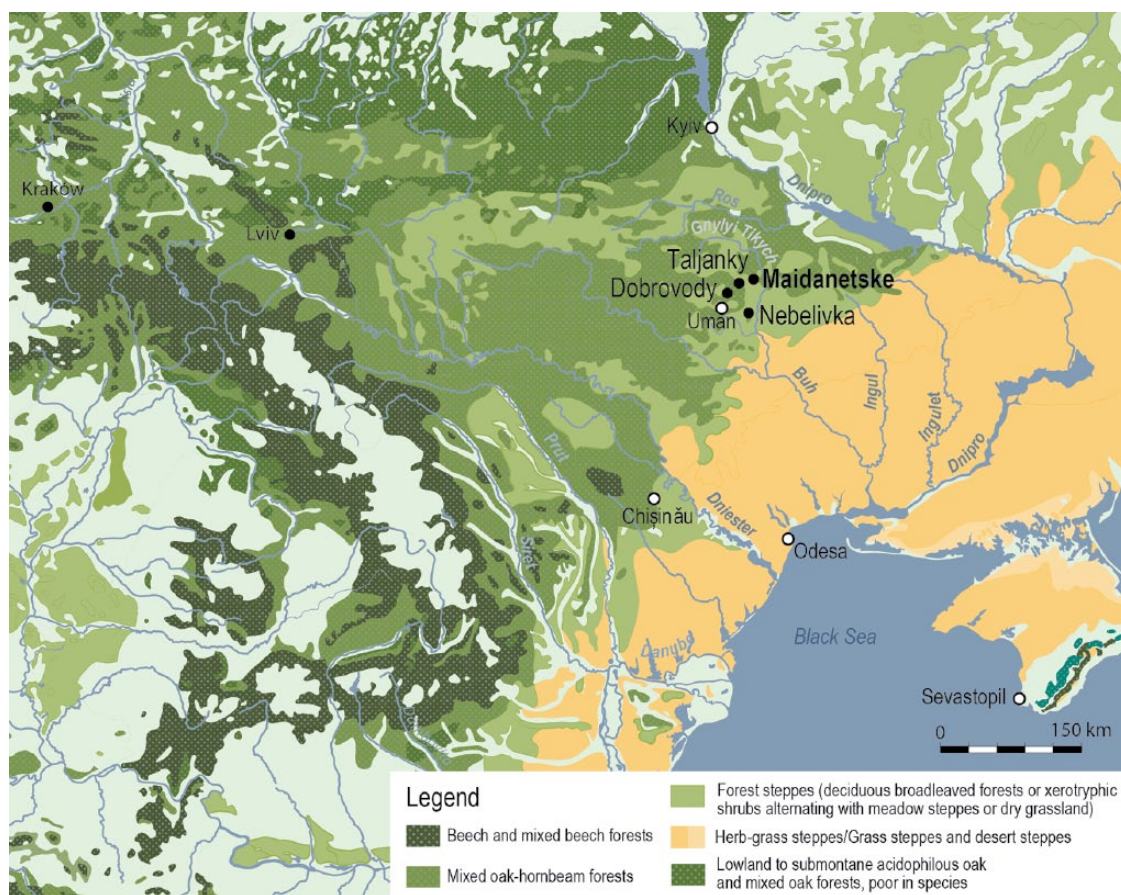 Kyiv
Kraków
Lviv
Ros
Gnylyi Tikych
Dnipro
Taljanky
Maidanetske
Dobrovody
Uman
Nebelivka
Buh
Ingul
Ingulet
Dnipro
Prut
Siret
Chișinău
Dniester
Odesa
Danube
Black Sea
Sevastopil
0
150 km
Legend
Beech and mixed beech forests
Mixed oak-hornbeam forests
Forest steppes (deciduous broadleaved forests or xerotryphic
shrubs alternating with meadow steppes or dry grassland)
Herb-grass steppes/Grass steppes and desert steppes
Lowland to submontane acidophilous oak
and mixed oak forests, poor in species